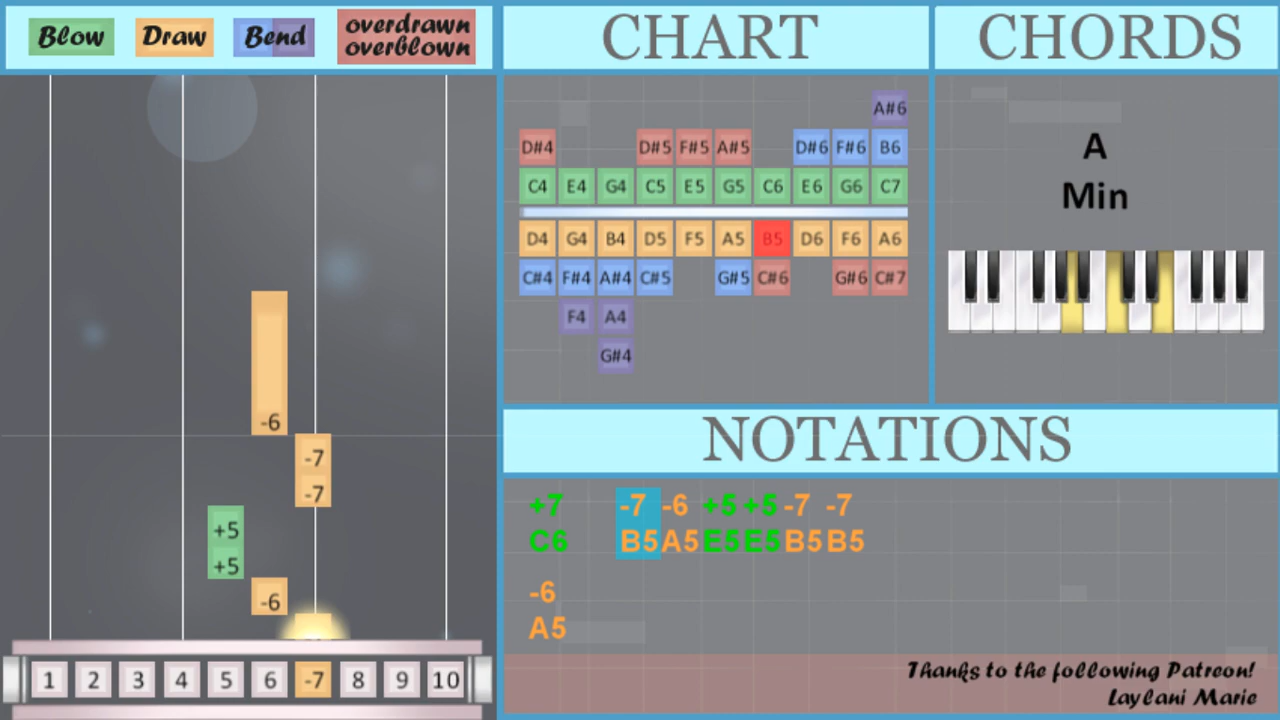 Blow Draw Bend overdrawn
overblown
CHART
CHORDS
A#6
D#4 D#5 F#5 A#5 D#6 F#6 B6
C4 E4 G4 C5 E5 G5 C6 E6 G6 C7
D4 G4 B4 D5 F5 A5 B5 D6 F6 A6
C#4 F#4 A#4 C#5 G#5 C#6 G#6 C#7
F4 A4
G#4
A
Min
-6
-7
-7
+5
+5
-6
1 2 3 4 5 6 -7 8 9 10
NOTATIONS
+7 -7 -6 +5 +5 -7 -7
C6 B5 A5 E5 E5 B5 B5
-6
A5
Thanks to the following Patreon!
Laylani Marie